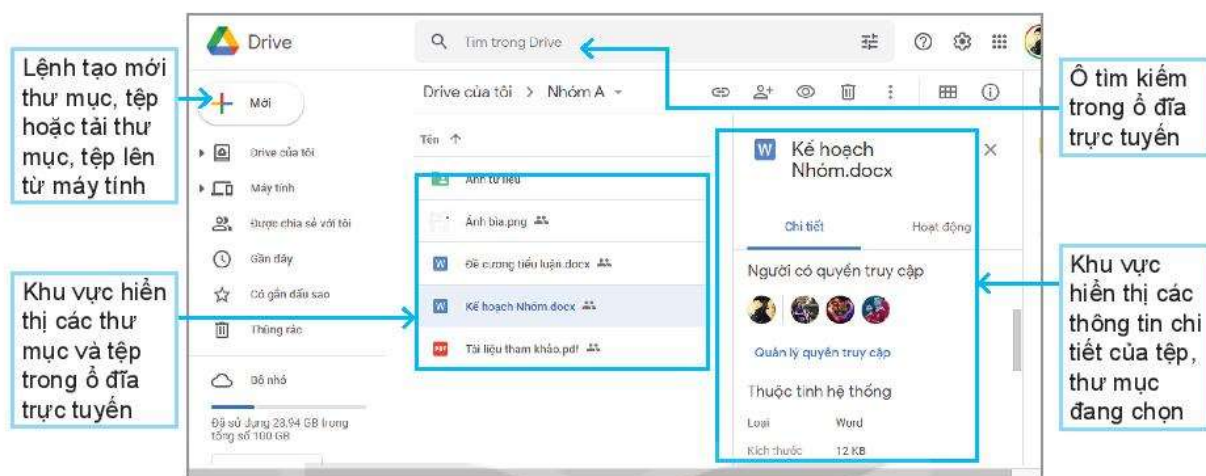 Drive
Tìm trong Drive
Lệnh tạo mới
thư mục, tệp
hoặc tải thư
mục, tệp lên
từ máy tính
Ô tìm kiếm
trong ổ đĩa
trực tuyến
Mới
Drive của tôi > Nhóm A
Tên
Drive của tôi
Máy tính
Được chia sẻ với tôi
Gần đây
Có gắn dấu sao
Thùng rác
Bộ nhớ
Đã sử dụng 28.94 GB trong
tổng số 100 GB
Khu vực hiển
thị các thư
mục và tệp
trong ổ đĩa
trực tuyến
Ảnh tư liệu
Ảnh bìa.png
Đề cương tiểu luận.docx
W
Kế hoạch Nhóm.docx
W
Tài liệu tham khảo.pdf
PDF
W
Kế hoạch
Nhóm.docx
Chi tiết
Hoạt động
Người có quyền truy cập
Quản lý quyền truy cập
Thuộc tính hệ thống
Loại Word
Kích thước 12 KB
Khu vực
hiển thị các
thông tin chi
tiết của tệp,
thư mục
đang chọn